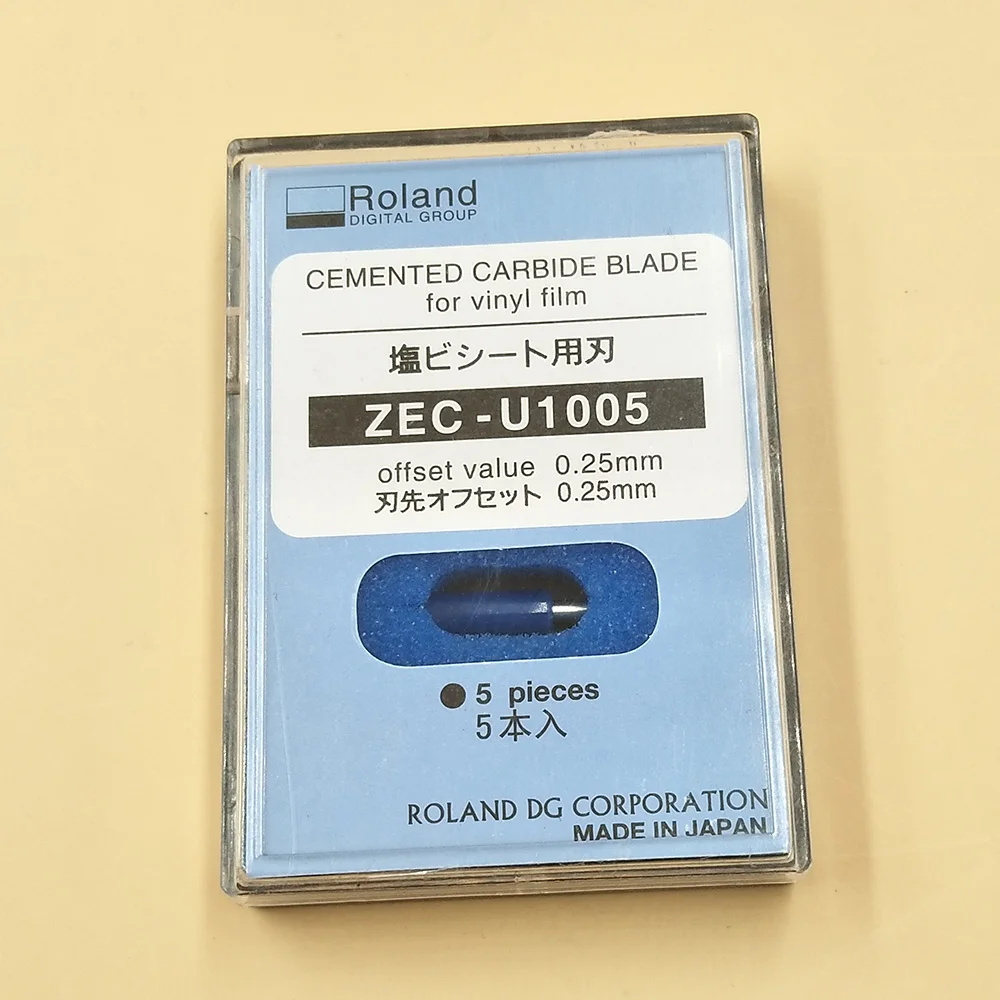 Roland
DIGITAL GROUP
CEMENTED CARBIDE BLADE
for vinyl film
塩ビシート用刃
ZEC-U1005
offset value 0.25mm
刃先オフセット 0.25mm
● 5 pieces
5本入
ROLAND DG CORPORATION
MADE IN JAPAN